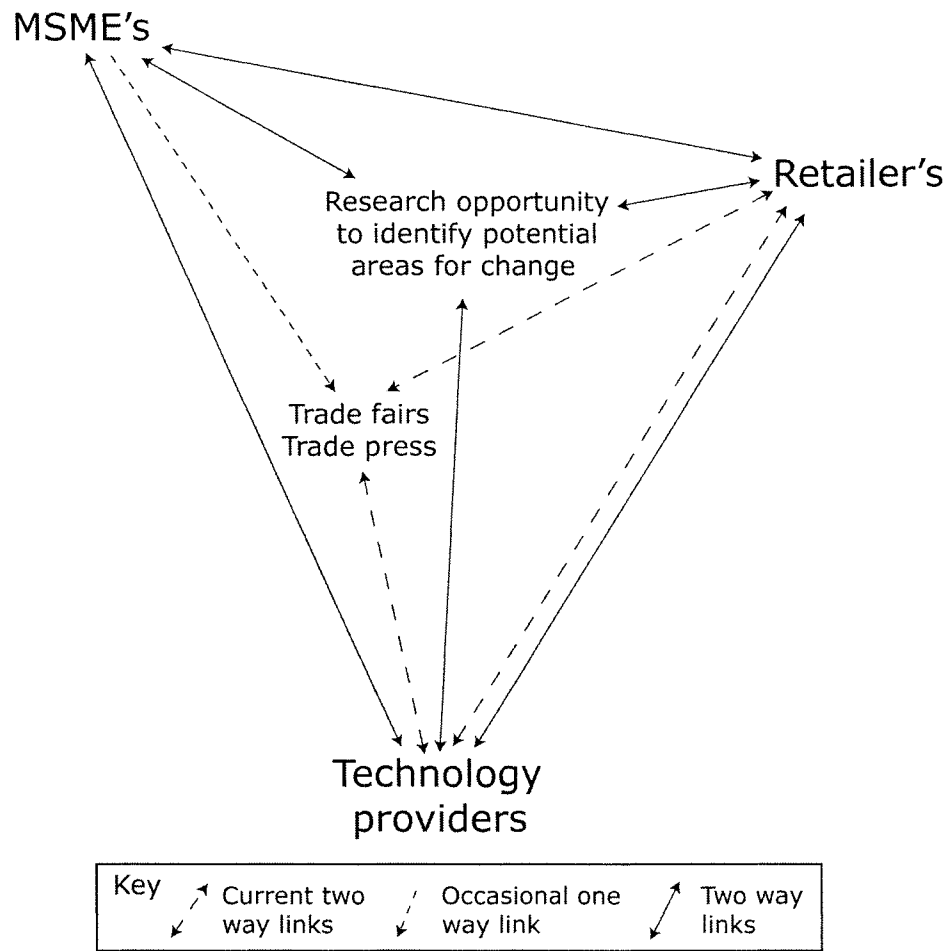 MSME's
Retailer's
Research opportunity
to identify potential
areas for change
Trade fairs
Trade press
Technology
providers
Key
Current two
way links
Occasional one
way link
Two way
links